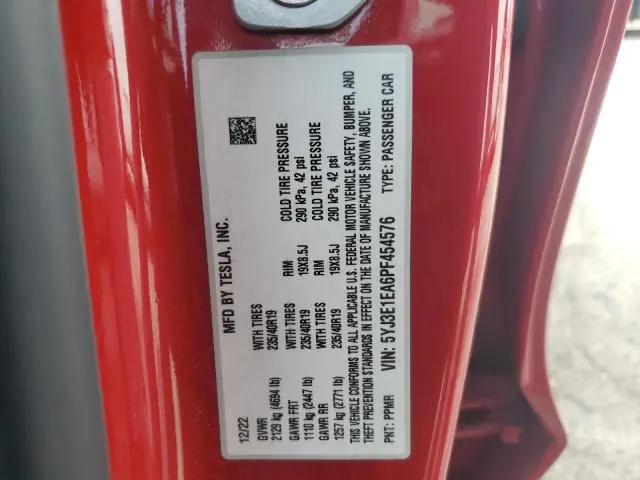 12/22 MFD BY TESLA, INC.
GVWR WITH TIRES RIM COLD TIRE PRESSURE
2129 kg (4694 lb) 235/40R19 19X8.5J 290 kPa, 42 psi
GAWR FRT WITH TIRES RIM COLD TIRE PRESSURE
1110 kg (2447 lb) 235/40R19 19X8.5J 290 kPa, 42 psi
GAWR RR WITH TIRES
1257 kg (2771 lb) 235/40R19
THIS VEHICLE CONFORMS TO ALL APPLICABLE U.S. FEDERAL MOTOR VEHICLE SAFETY, BUMPER, AND
THEFT PREVENTION STANDARDS IN EFFECT ON THE DATE OF MANUFACTURE SHOWN ABOVE.
PNT: PPMR VIN: 5YJ3E1EA6PF454576 TYPE: PASSENGER CAR